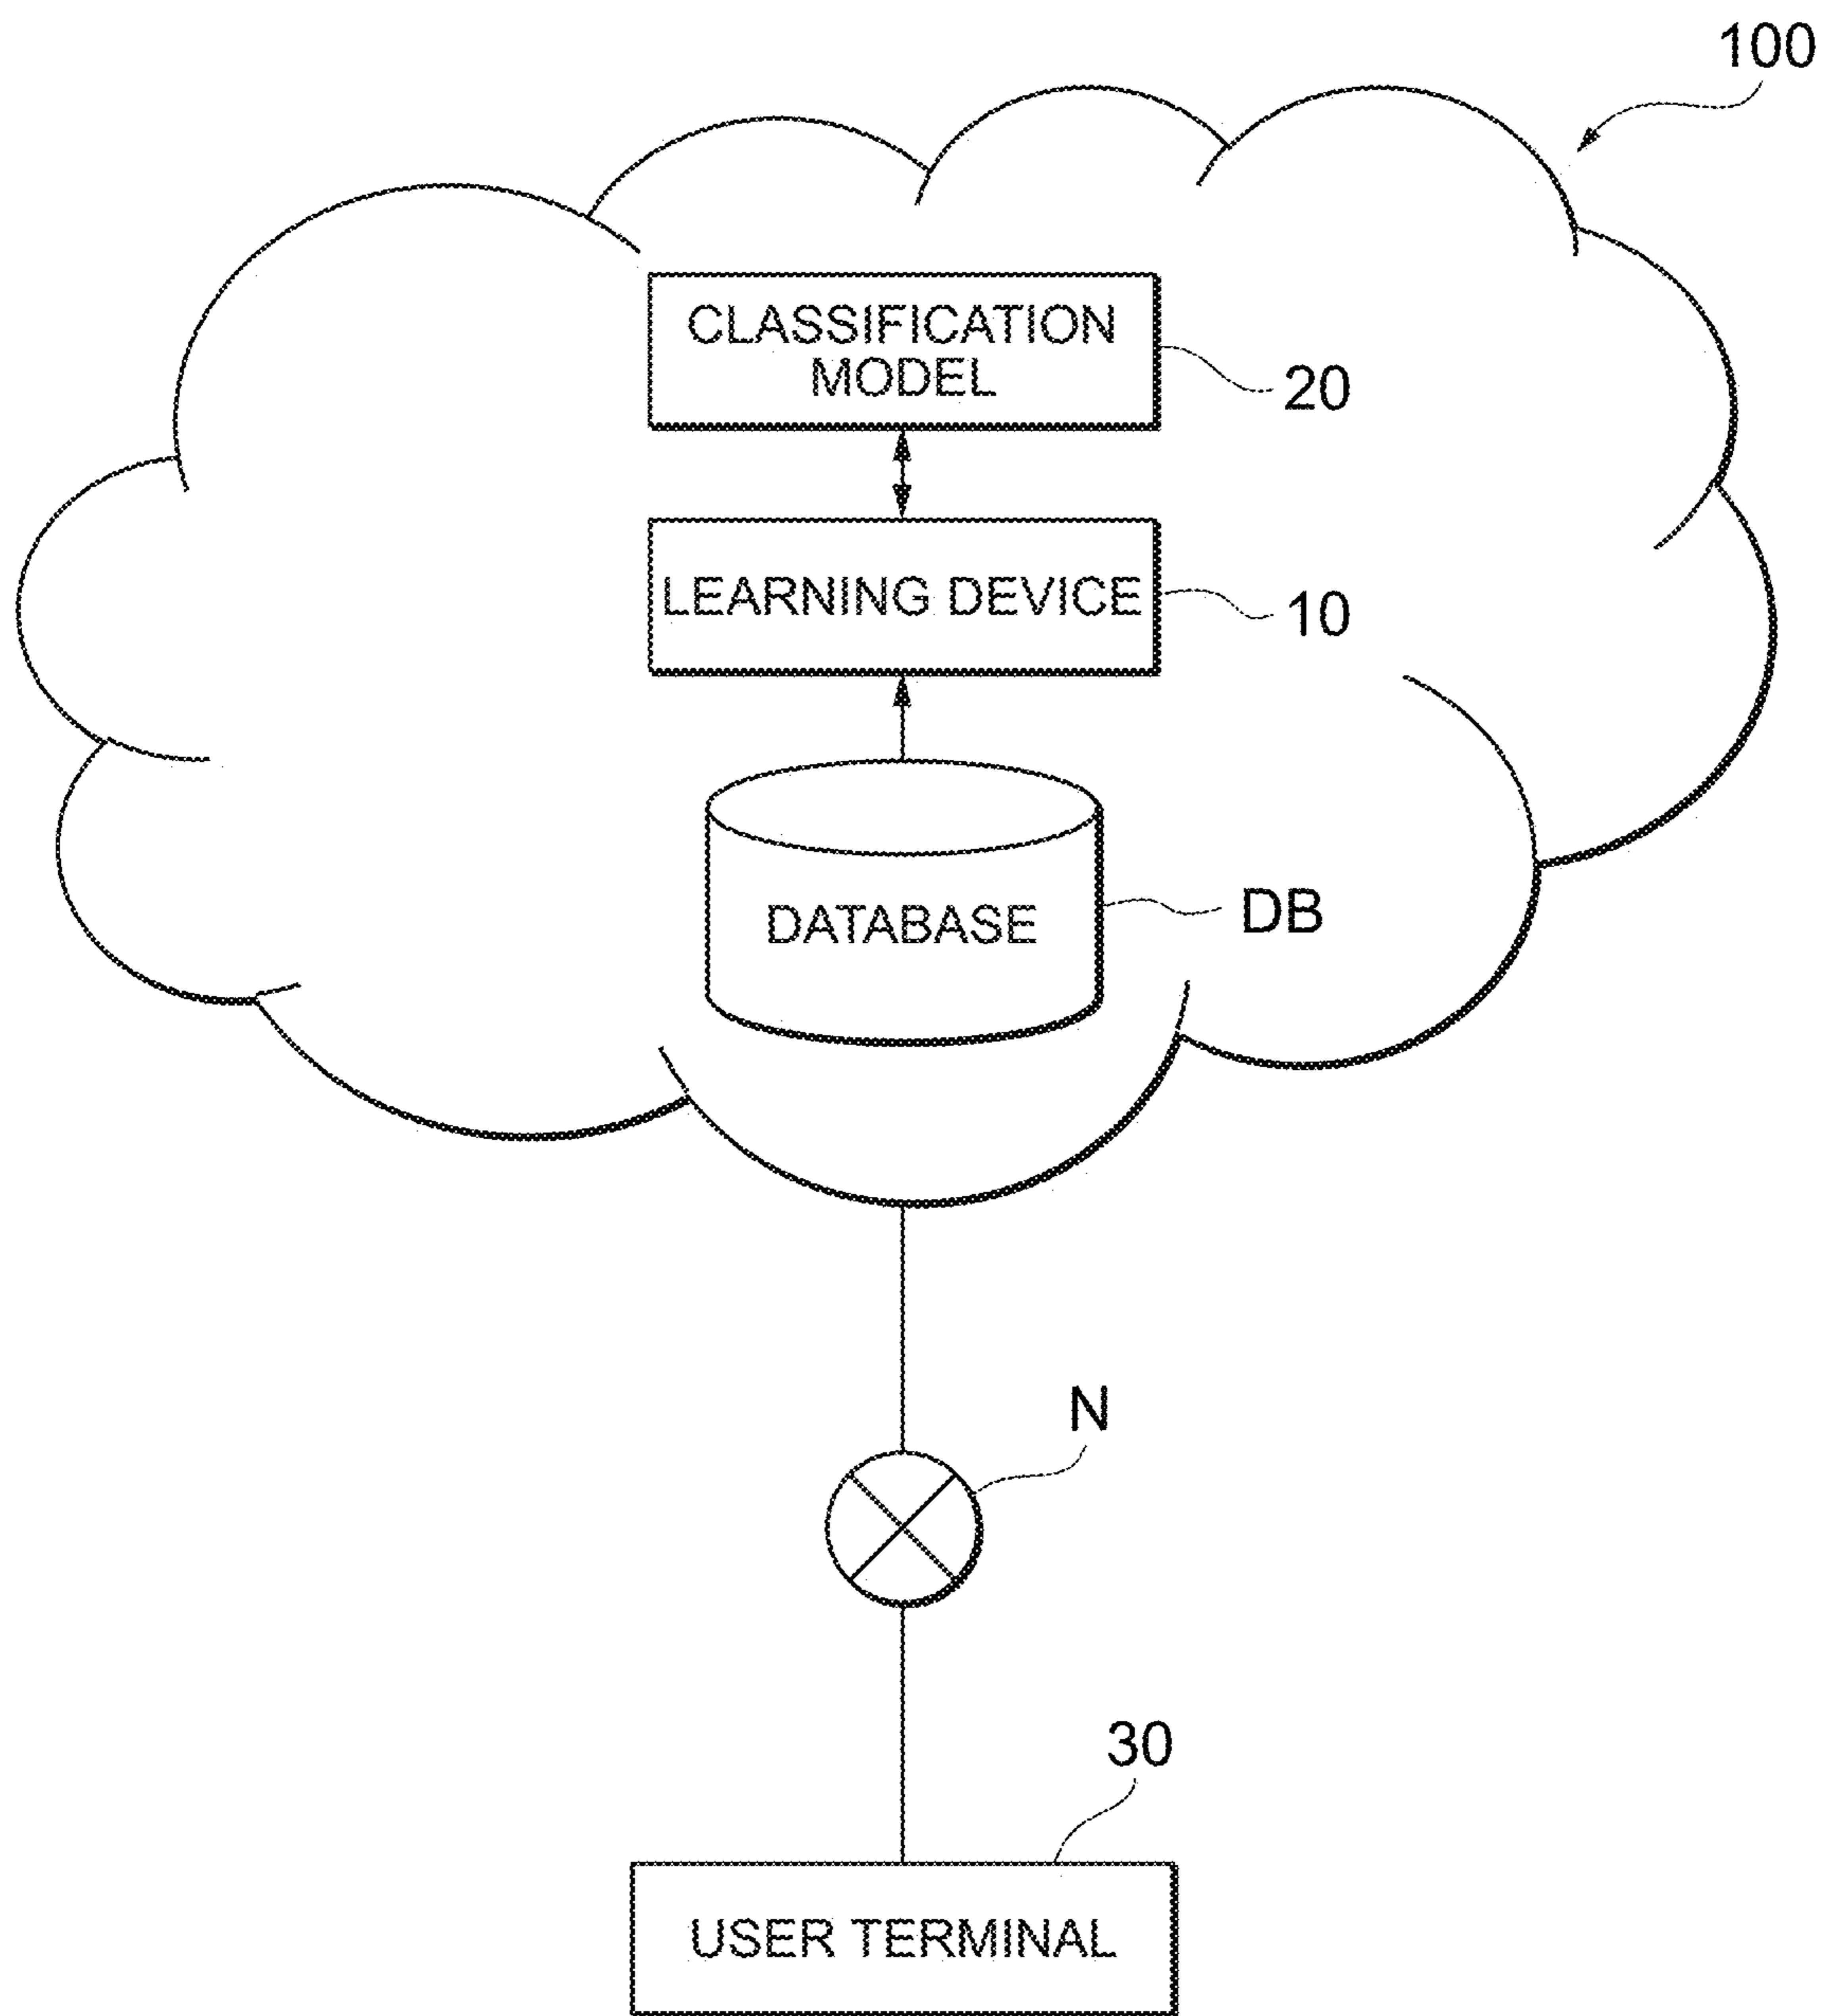 100
CLASSIFICATION
MODEL
20
LEARNING DEVICE
10
DATABASE
DB
N
30
USER TERMINAL